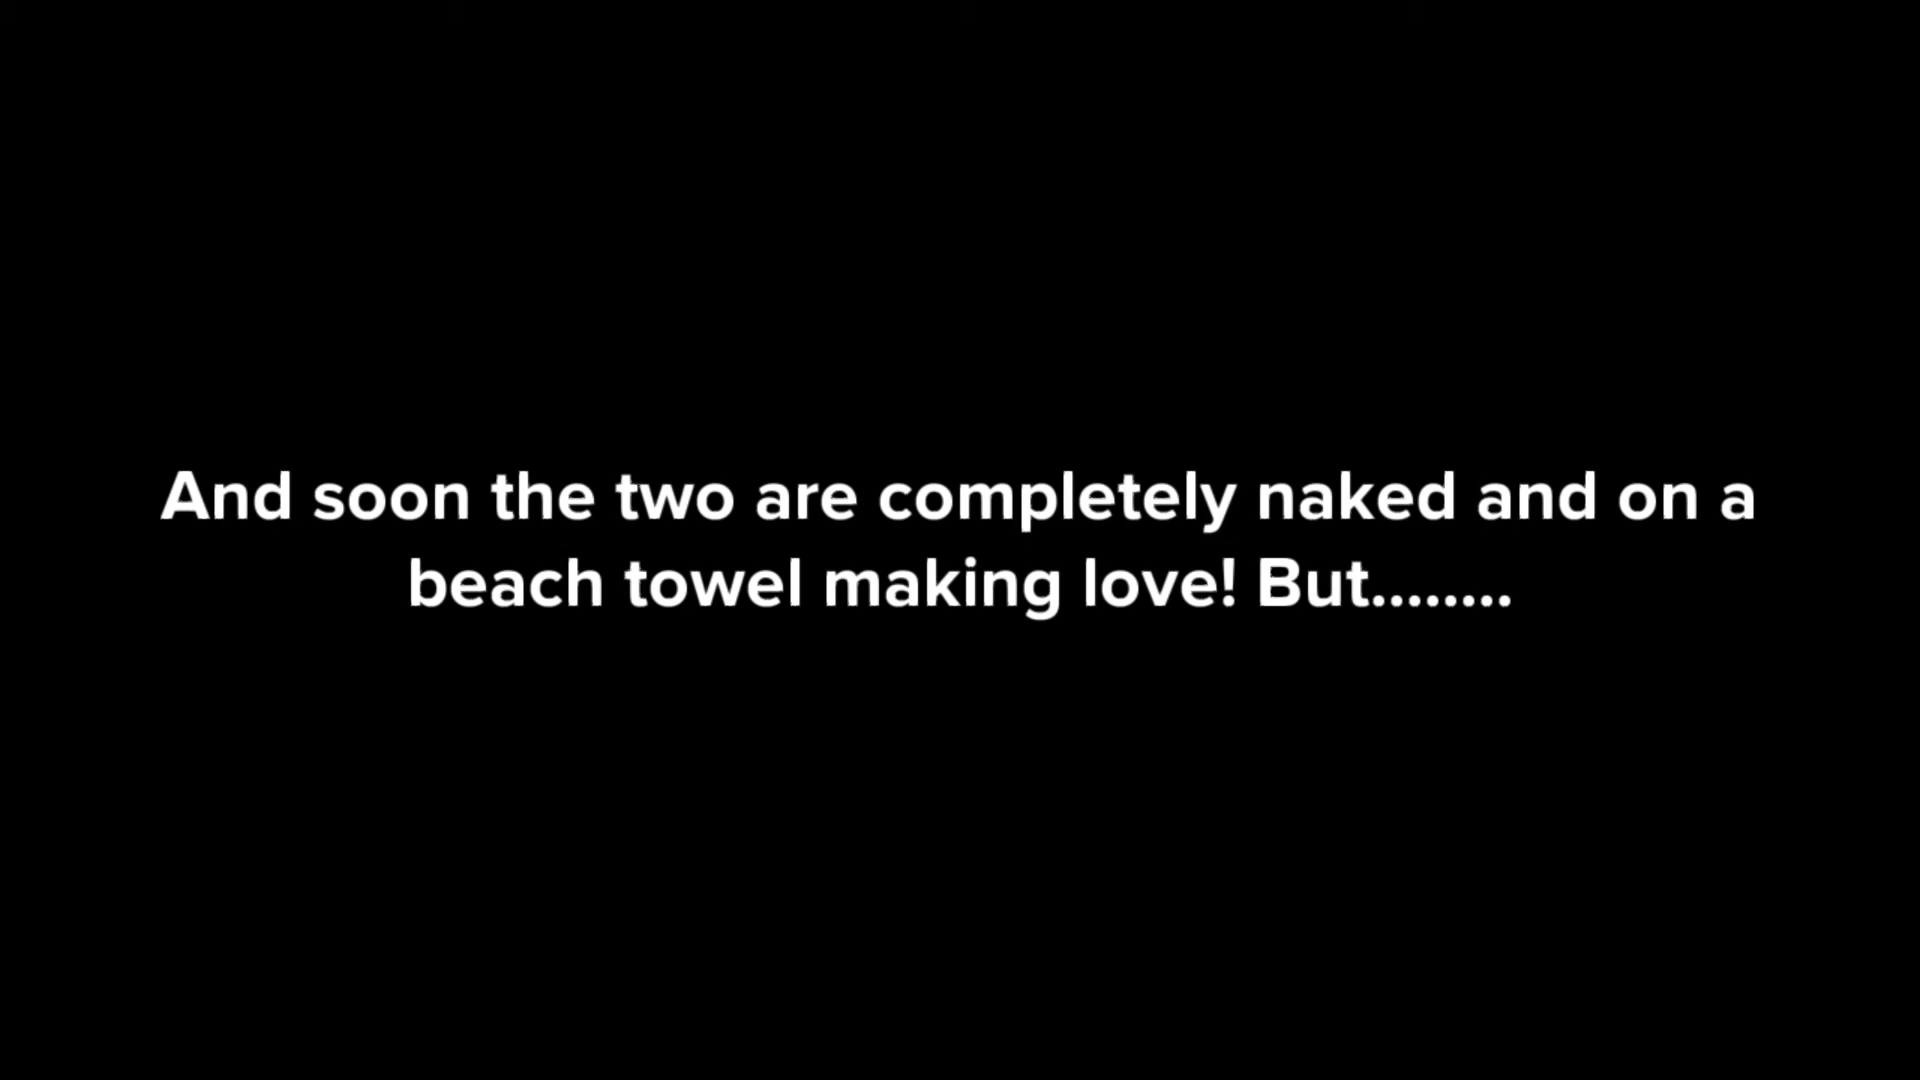 And soon the two are completely naked and on a
beach towel making love! But........